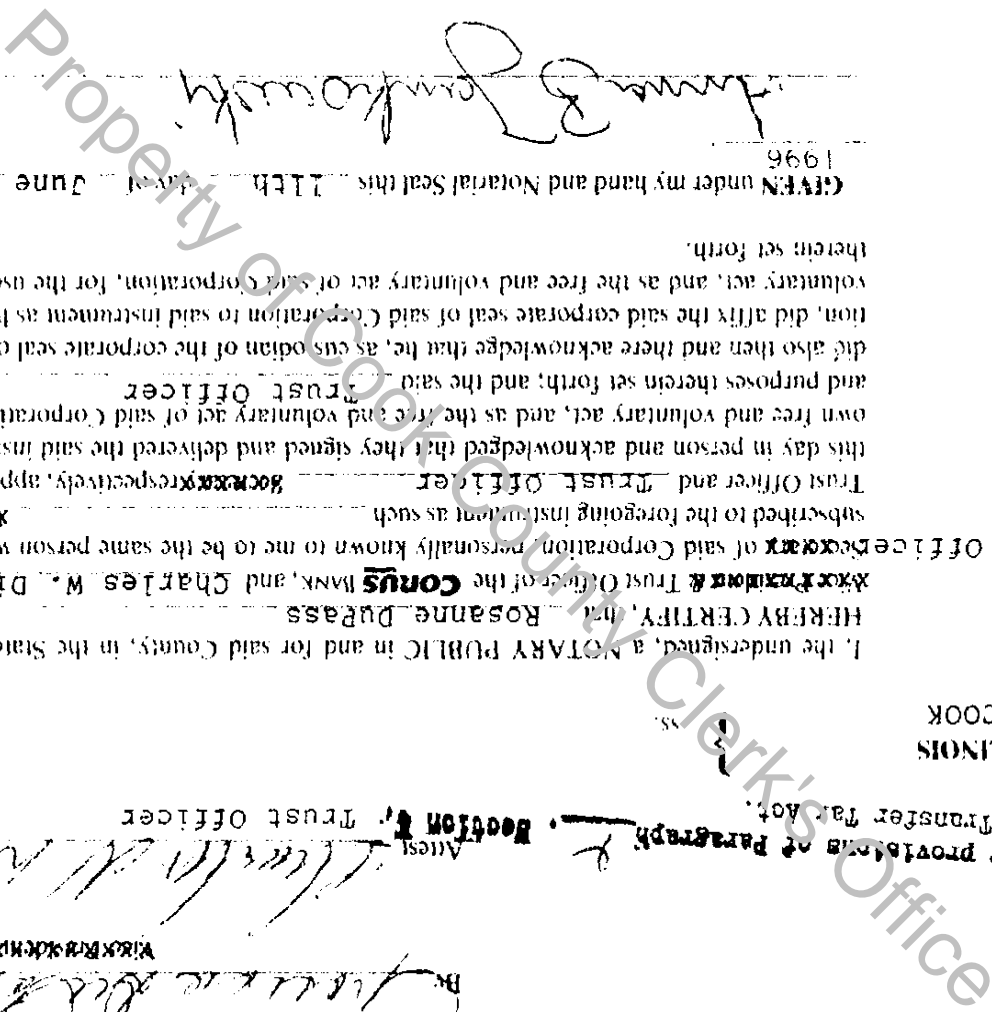 By
provisions of Paragraph ___. Section 4,
Attest
Transfer Tax Act.
Trust Officer
LINOIS
COOK
} ss.
I, the undersigned, a NOTARY PUBLIC in and for said County, in the State
HEREBY CERTIFY, that Rosanne DuPass
Trust Officer of the CORUS BANK, and Charles W.
Officer of said Corporation, personally known to me to be the same person
subscribed to the foregoing instrument as such
Trust Officer and Trust Officer respectively,
this day in person and acknowledged that they signed and delivered the said
own free and voluntary act, and as the free and voluntary act of said
and purposes therein set forth; and the said Trust Officer
did also then and there acknowledge that he, as custodian of the corporate seal
tion, did affix the said corporate seal of said Corporation to said instrument as
voluntary act, and as the free and voluntary act of said Corporation, for the
therein set forth.
GIVEN under my hand and Notarial Seal this 11th day of June
1996
Property of Cook County Clerk's Office